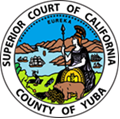 SUPERIOR COURT OF CALIFORNIA
EUREKA
COUNTY OF YUBA